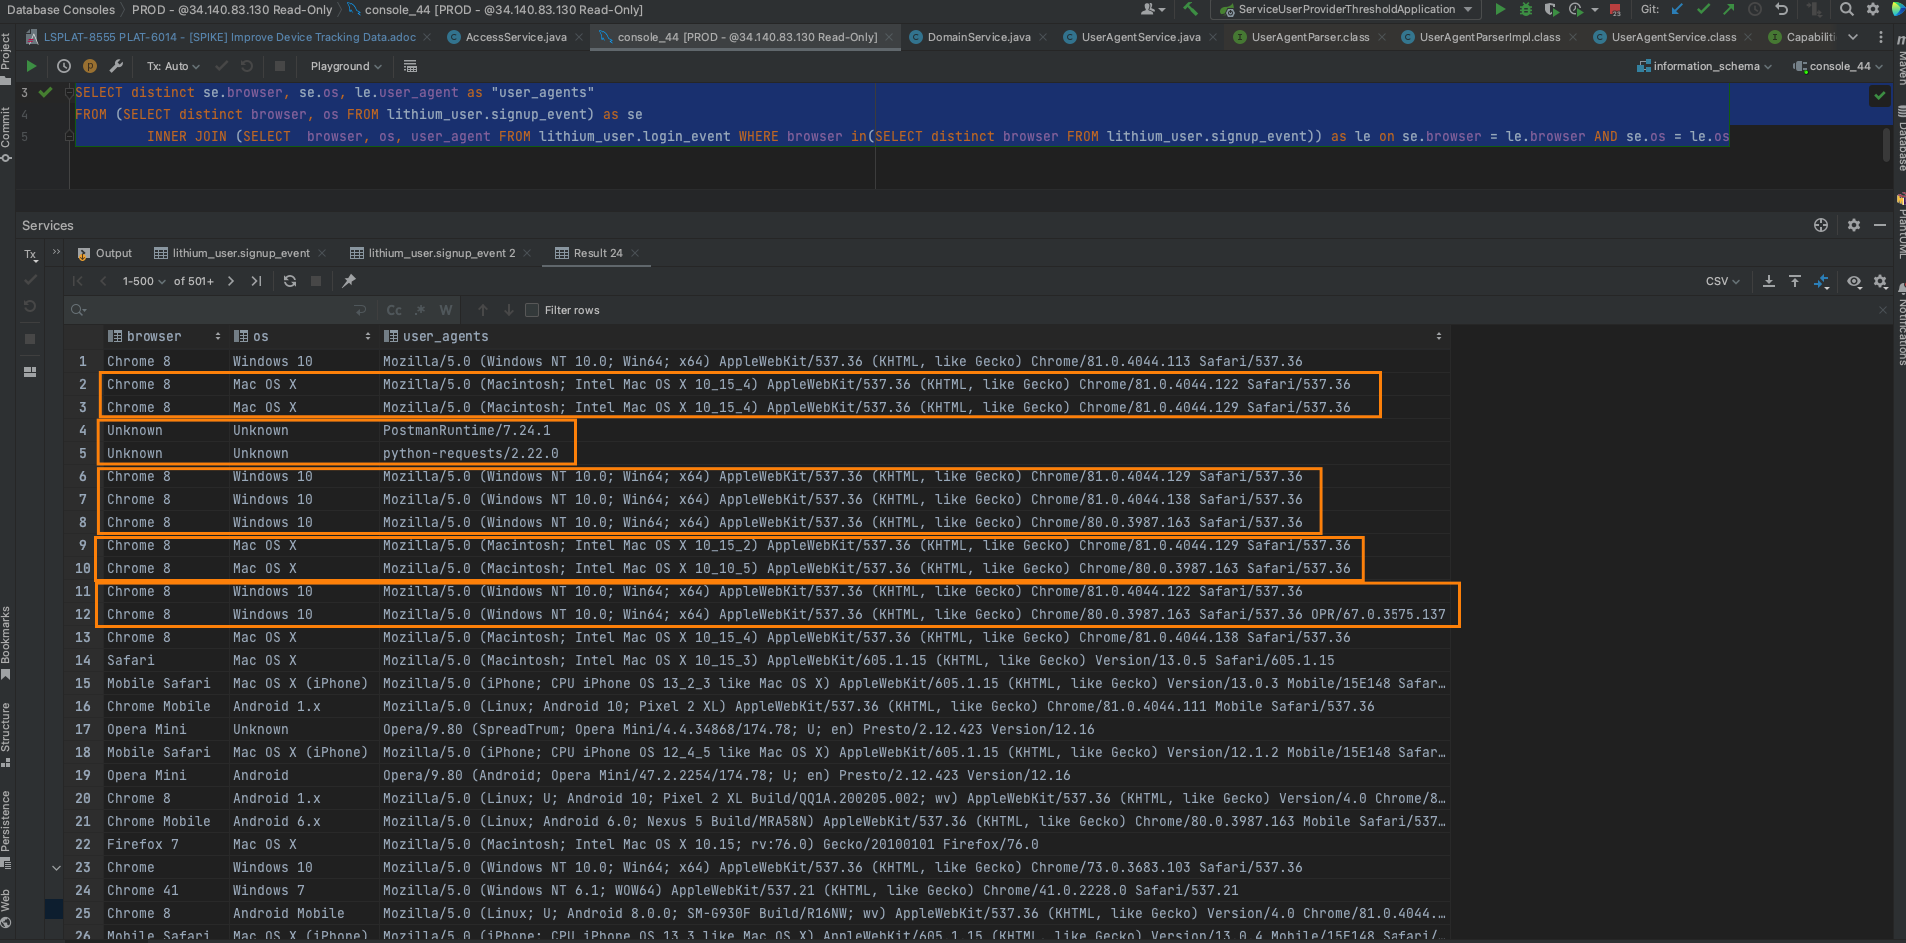 Database Consoles PROD - @34.140.83.130 Read-Only console_44 [PROD - @34.140.83.130 Read-Only]
ServiceUserProviderThresholdApplication Git:
LSPLAT-8555 PLAT-6014 - [SPIKE] Improve Device Tracking Data.adoc AccessService.java console_44 [PROD - @34.140.83.130 Read-Only] DomainService.java UserAgentService.java UserAgentParser.class UserAgentParserImpl.class UserAgentService.class Capabiliti
Tx: Auto Playground information_schema console_44
3 SELECT distinct se.browser, se.os, le.user_agent as "user_agents"
4 FROM (SELECT distinct browser, os FROM lithium_user.signup_event) as se
5 INNER JOIN (SELECT browser, os, user_agent FROM lithium_user.login_event WHERE browser in(SELECT distinct browser FROM lithium_user.signup_event)) as le on se.browser = le.browser AND se.os = le.os
Services
Tx Output lithium_user.signup_event lithium_user.signup_event 2 Result 24
1-500 of 501+ CSV
Cc .* W Filter rows
browser os user_agents
1 Chrome 8 Windows 10 Mozilla/5.0 (Windows NT 10.0; Win64; x64) AppleWebKit/537.36 (KHTML, like Gecko) Chrome/81.0.4044.113 Safari/537.36
2 Chrome 8 Mac OS X Mozilla/5.0 (Macintosh; Intel Mac OS X 10_15_4) AppleWebKit/537.36 (KHTML, like Gecko) Chrome/81.0.4044.122 Safari/537.36
3 Chrome 8 Mac OS X Mozilla/5.0 (Macintosh; Intel Mac OS X 10_15_4) AppleWebKit/537.36 (KHTML, like Gecko) Chrome/81.0.4044.129 Safari/537.36
4 Unknown Unknown PostmanRuntime/7.24.1
5 Unknown Unknown python-requests/2.22.0
6 Chrome 8 Windows 10 Mozilla/5.0 (Windows NT 10.0; Win64; x64) AppleWebKit/537.36 (KHTML, like Gecko) Chrome/81.0.4044.129 Safari/537.36
7 Chrome 8 Windows 10 Mozilla/5.0 (Windows NT 10.0; Win64; x64) AppleWebKit/537.36 (KHTML, like Gecko) Chrome/81.0.4044.138 Safari/537.36
8 Chrome 8 Windows 10 Mozilla/5.0 (Windows NT 10.0; Win64; x64) AppleWebKit/537.36 (KHTML, like Gecko) Chrome/80.0.3987.163 Safari/537.36
9 Chrome 8 Mac OS X Mozilla/5.0 (Macintosh; Intel Mac OS X 10_15_2) AppleWebKit/537.36 (KHTML, like Gecko) Chrome/81.0.4044.129 Safari/537.36
10 Chrome 8 Mac OS X Mozilla/5.0 (Macintosh; Intel Mac OS X 10_10_5) AppleWebKit/537.36 (KHTML, like Gecko) Chrome/80.0.3987.163 Safari/537.36
11 Chrome 8 Windows 10 Mozilla/5.0 (Windows NT 10.0; Win64; x64) AppleWebKit/537.36 (KHTML, like Gecko) Chrome/81.0.4044.122 Safari/537.36
12 Chrome 8 Windows 10 Mozilla/5.0 (Windows NT 10.0; Win64; x64) AppleWebKit/537.36 (KHTML, like Gecko) Chrome/80.0.3987.163 Safari/537.36 OPR/67.0.3575.137
13 Chrome 8 Mac OS X Mozilla/5.0 (Macintosh; Intel Mac OS X 10_15_4) AppleWebKit/537.36 (KHTML, like Gecko) Chrome/81.0.4044.138 Safari/537.36
14 Safari Mac OS X Mozilla/5.0 (Macintosh; Intel Mac OS X 10_15_3) AppleWebKit/605.1.15 (KHTML, like Gecko) Version/13.0.5 Safari/605.1.15
15 Mobile Safari Mac OS X (iPhone) Mozilla/5.0 (iPhone; CPU iPhone OS 13_2_3 like Mac OS X) AppleWebKit/605.1.15 (KHTML, like Gecko) Version/13.0.3 Mobile/15E148 Safar…
16 Chrome Mobile Android 1.x Mozilla/5.0 (Linux; Android 10; Pixel 2 XL) AppleWebKit/537.36 (KHTML, like Gecko) Chrome/81.0.4044.111 Mobile Safari/537.36
17 Opera Mini Unknown Opera/9.80 (SpreadTrum; Opera Mini/4.4.34868/174.78; U; en) Presto/2.12.423 Version/12.16
18 Mobile Safari Mac OS X (iPhone) Mozilla/5.0 (iPhone; CPU iPhone OS 12_4_5 like Mac OS X) AppleWebKit/605.1.15 (KHTML, like Gecko) Version/12.1.2 Mobile/15E148 Safar…
19 Opera Mini Android Opera/9.80 (Android; Opera Mini/47.2.2254/174.78; U; en) Presto/2.12.423 Version/12.16
20 Chrome 8 Android 1.x Mozilla/5.0 (Linux; U; Android 10; Pixel 2 XL Build/QQ1A.200205.002; wv) AppleWebKit/537.36 (KHTML, like Gecko) Version/4.0 Chrome/8…
21 Chrome Mobile Android 6.x Mozilla/5.0 (Linux; Android 6.0; Nexus 5 Build/MRA58N) AppleWebKit/537.36 (KHTML, like Gecko) Chrome/80.0.3987.163 Mobile Safari/537…
22 Firefox 7 Mac OS X Mozilla/5.0 (Macintosh; Intel Mac OS X 10.15; rv:76.0) Gecko/20100101 Firefox/76.0
23 Chrome Windows 10 Mozilla/5.0 (Windows NT 10.0; Win64; x64) AppleWebKit/537.36 (KHTML, like Gecko) Chrome/73.0.3683.103 Safari/537.36
24 Chrome 41 Windows 7 Mozilla/5.0 (Windows NT 6.1; WOW64) AppleWebKit/537.21 (KHTML, like Gecko) Chrome/41.0.2228.0 Safari/537.21
25 Chrome 8 Android Mobile Mozilla/5.0 (Linux; U; Android 8.0.0; SM-G930F Build/R16NW; wv) AppleWebKit/537.36 (KHTML, like Gecko) Version/4.0 Chrome/81.0.4044.…
26 Mobile Safari Mac OS X (iPhone) Mozilla/5.0 (iPhone; CPU iPhone OS 13_3 like Mac OS X) AppleWebKit/605.1.15 (KHTML, like Gecko) Version/13.0.4 Mobile/15E148 Safari/…
Project
Commit
Bookmarks
Structure
Persistence
Web
Maven
Database
PlantUML
Notifications